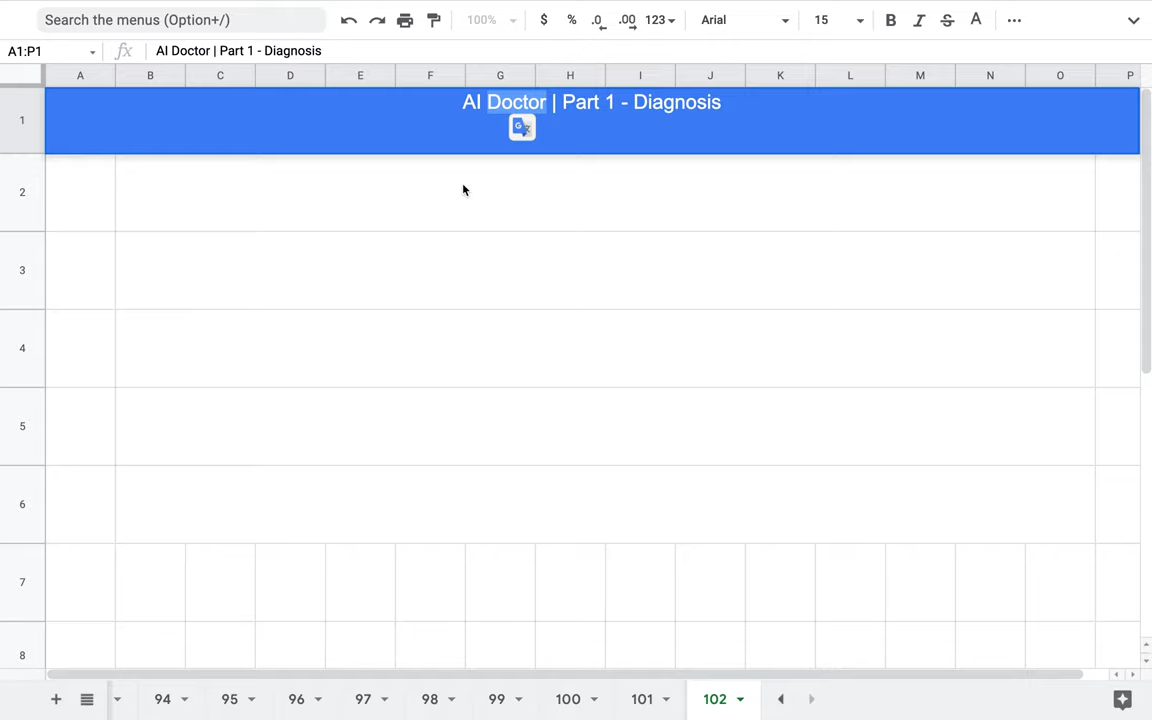 Search the menus (Option+/)
100%
$ % .0 .00 123
Arial
15
B I S A
A1:P1
fx
AI Doctor | Part 1 - Diagnosis
A B C D E F G H I J K L M N O P
1
AI Doctor | Part 1 - Diagnosis
2
3
4
5
6
7
8
94 95 96 97 98 99 100 101 102